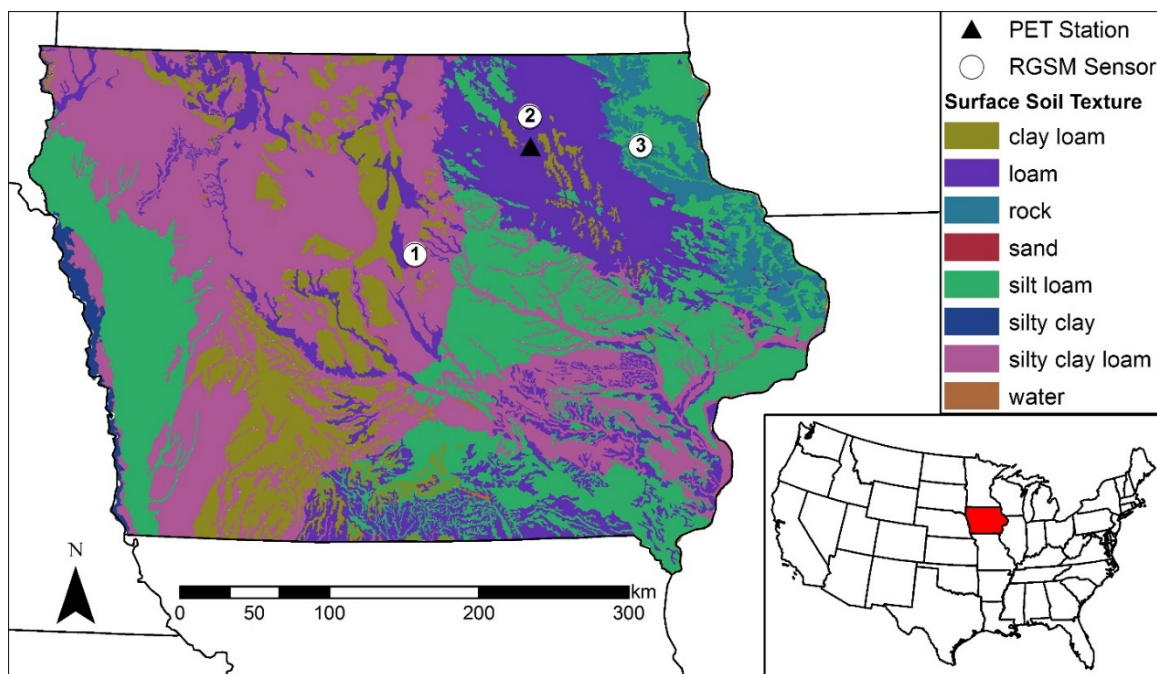 PET Station
RGSM Sensor
Surface Soil Texture
clay loam
loam
rock
sand
silt loam
silty clay
silty clay loam
water
2
3
1
N
km
0 50 100 200 300